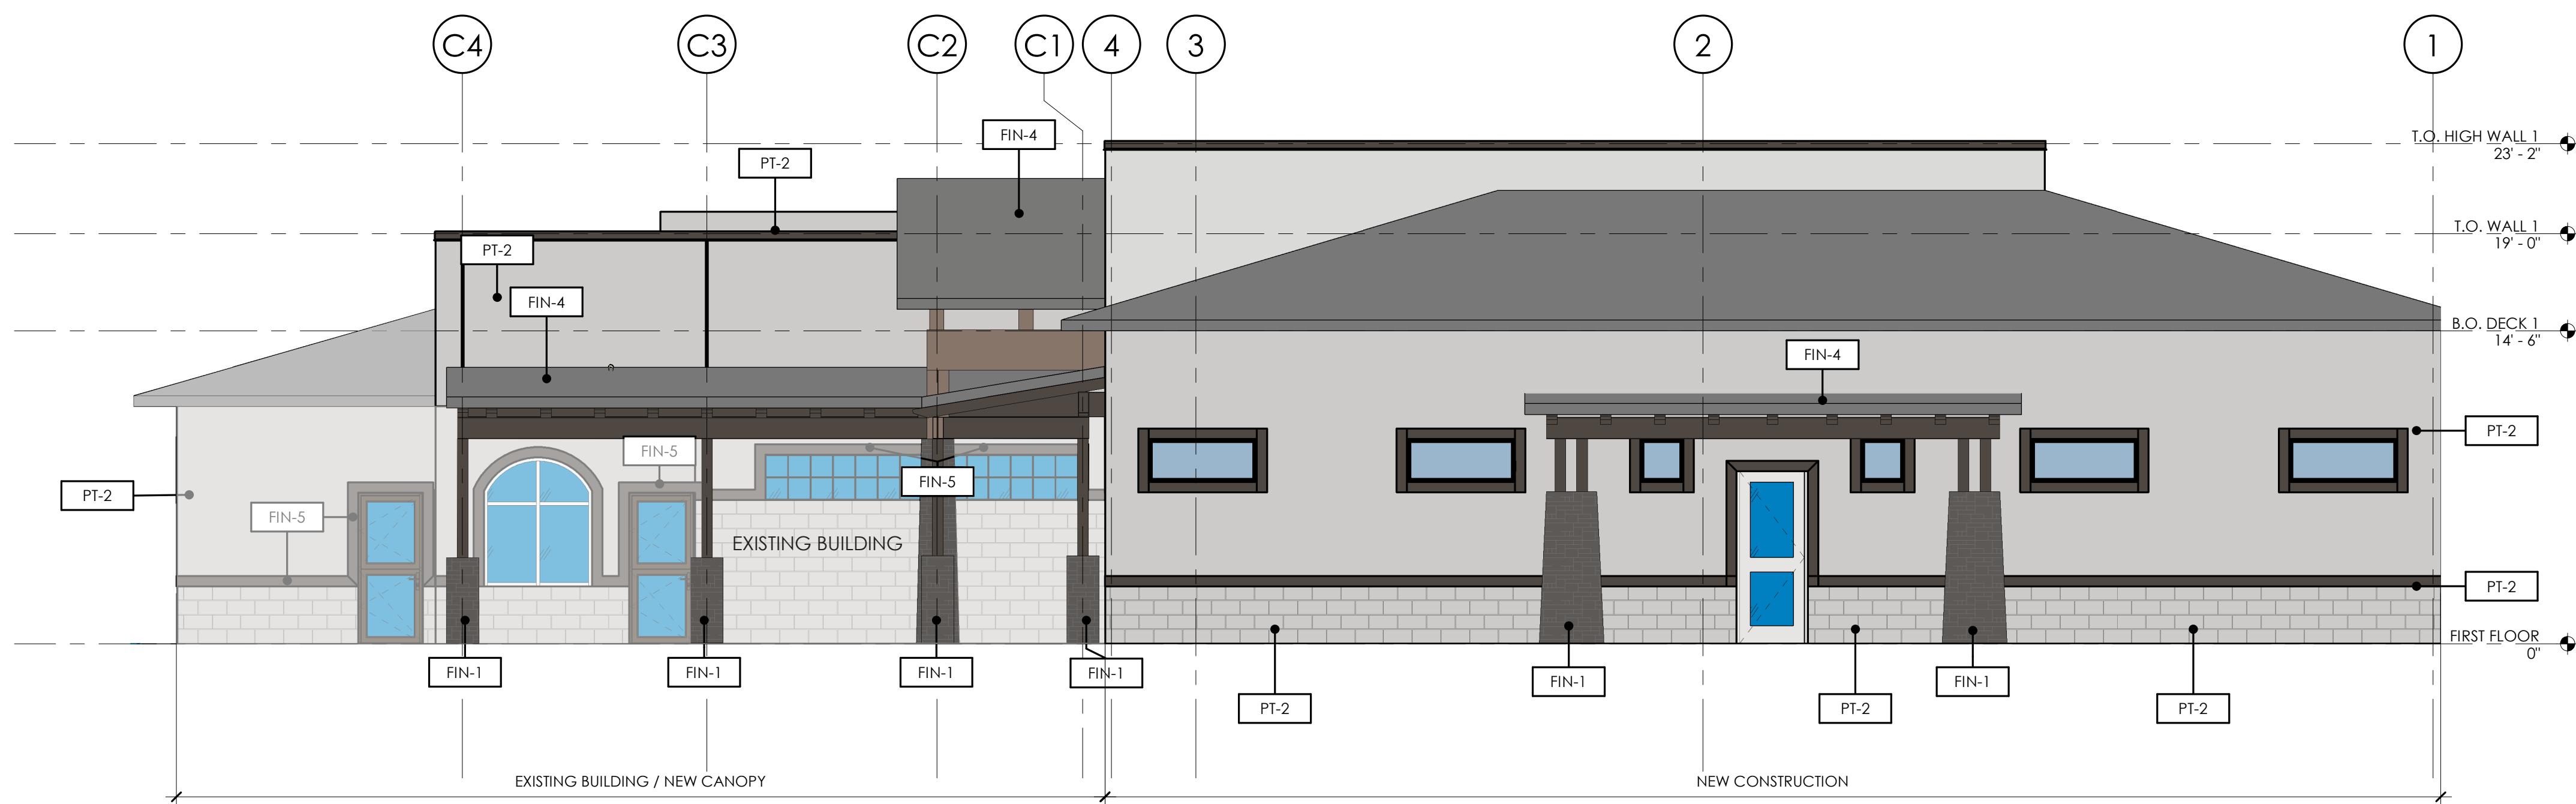 C4
C3
C2
C1
4
3
2
1
FIN-4
T.O. HIGH WALL 1
23' - 2"
PT-2
T.O. WALL 1
19' - 0"
PT-2
FIN-4
B.O. DECK 1
14' - 6"
FIN-4
PT-2
FIN-5
FIN-5
PT-2
FIN-5
EXISTING BUILDING
PT-2
FIRST FLOOR
0"
FIN-1
FIN-1
FIN-1
FIN-1
FIN-1
FIN-1
PT-2
PT-2
PT-2
EXISTING BUILDING / NEW CANOPY
NEW CONSTRUCTION